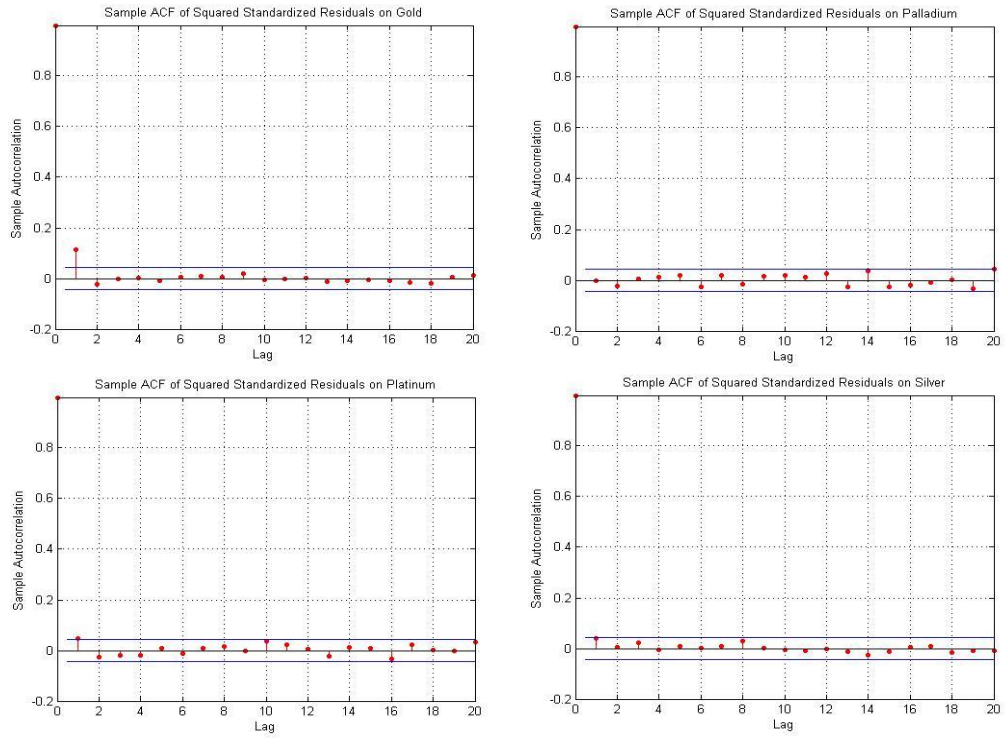 Sample ACF of Squared Standardized Residuals on Gold
0.8
0.6
0.4
0.2
0
-0.2
Sample Autocorrelation
0 2 4 6 8 10 12 14 16 18 20
Lag
Sample ACF of Squared Standardized Residuals on Palladium
0.8
0.6
0.4
0.2
0
-0.2
Sample Autocorrelation
0 2 4 6 8 10 12 14 16 18 20
Lag
Sample ACF of Squared Standardized Residuals on Platinum
0.8
0.6
0.4
0.2
0
-0.2
Sample Autocorrelation
0 2 4 6 8 10 12 14 16 18 20
Lag
Sample ACF of Squared Standardized Residuals on Silver
0.8
0.6
0.4
0.2
0
-0.2
Sample Autocorrelation
0 2 4 6 8 10 12 14 16 18 20
Lag